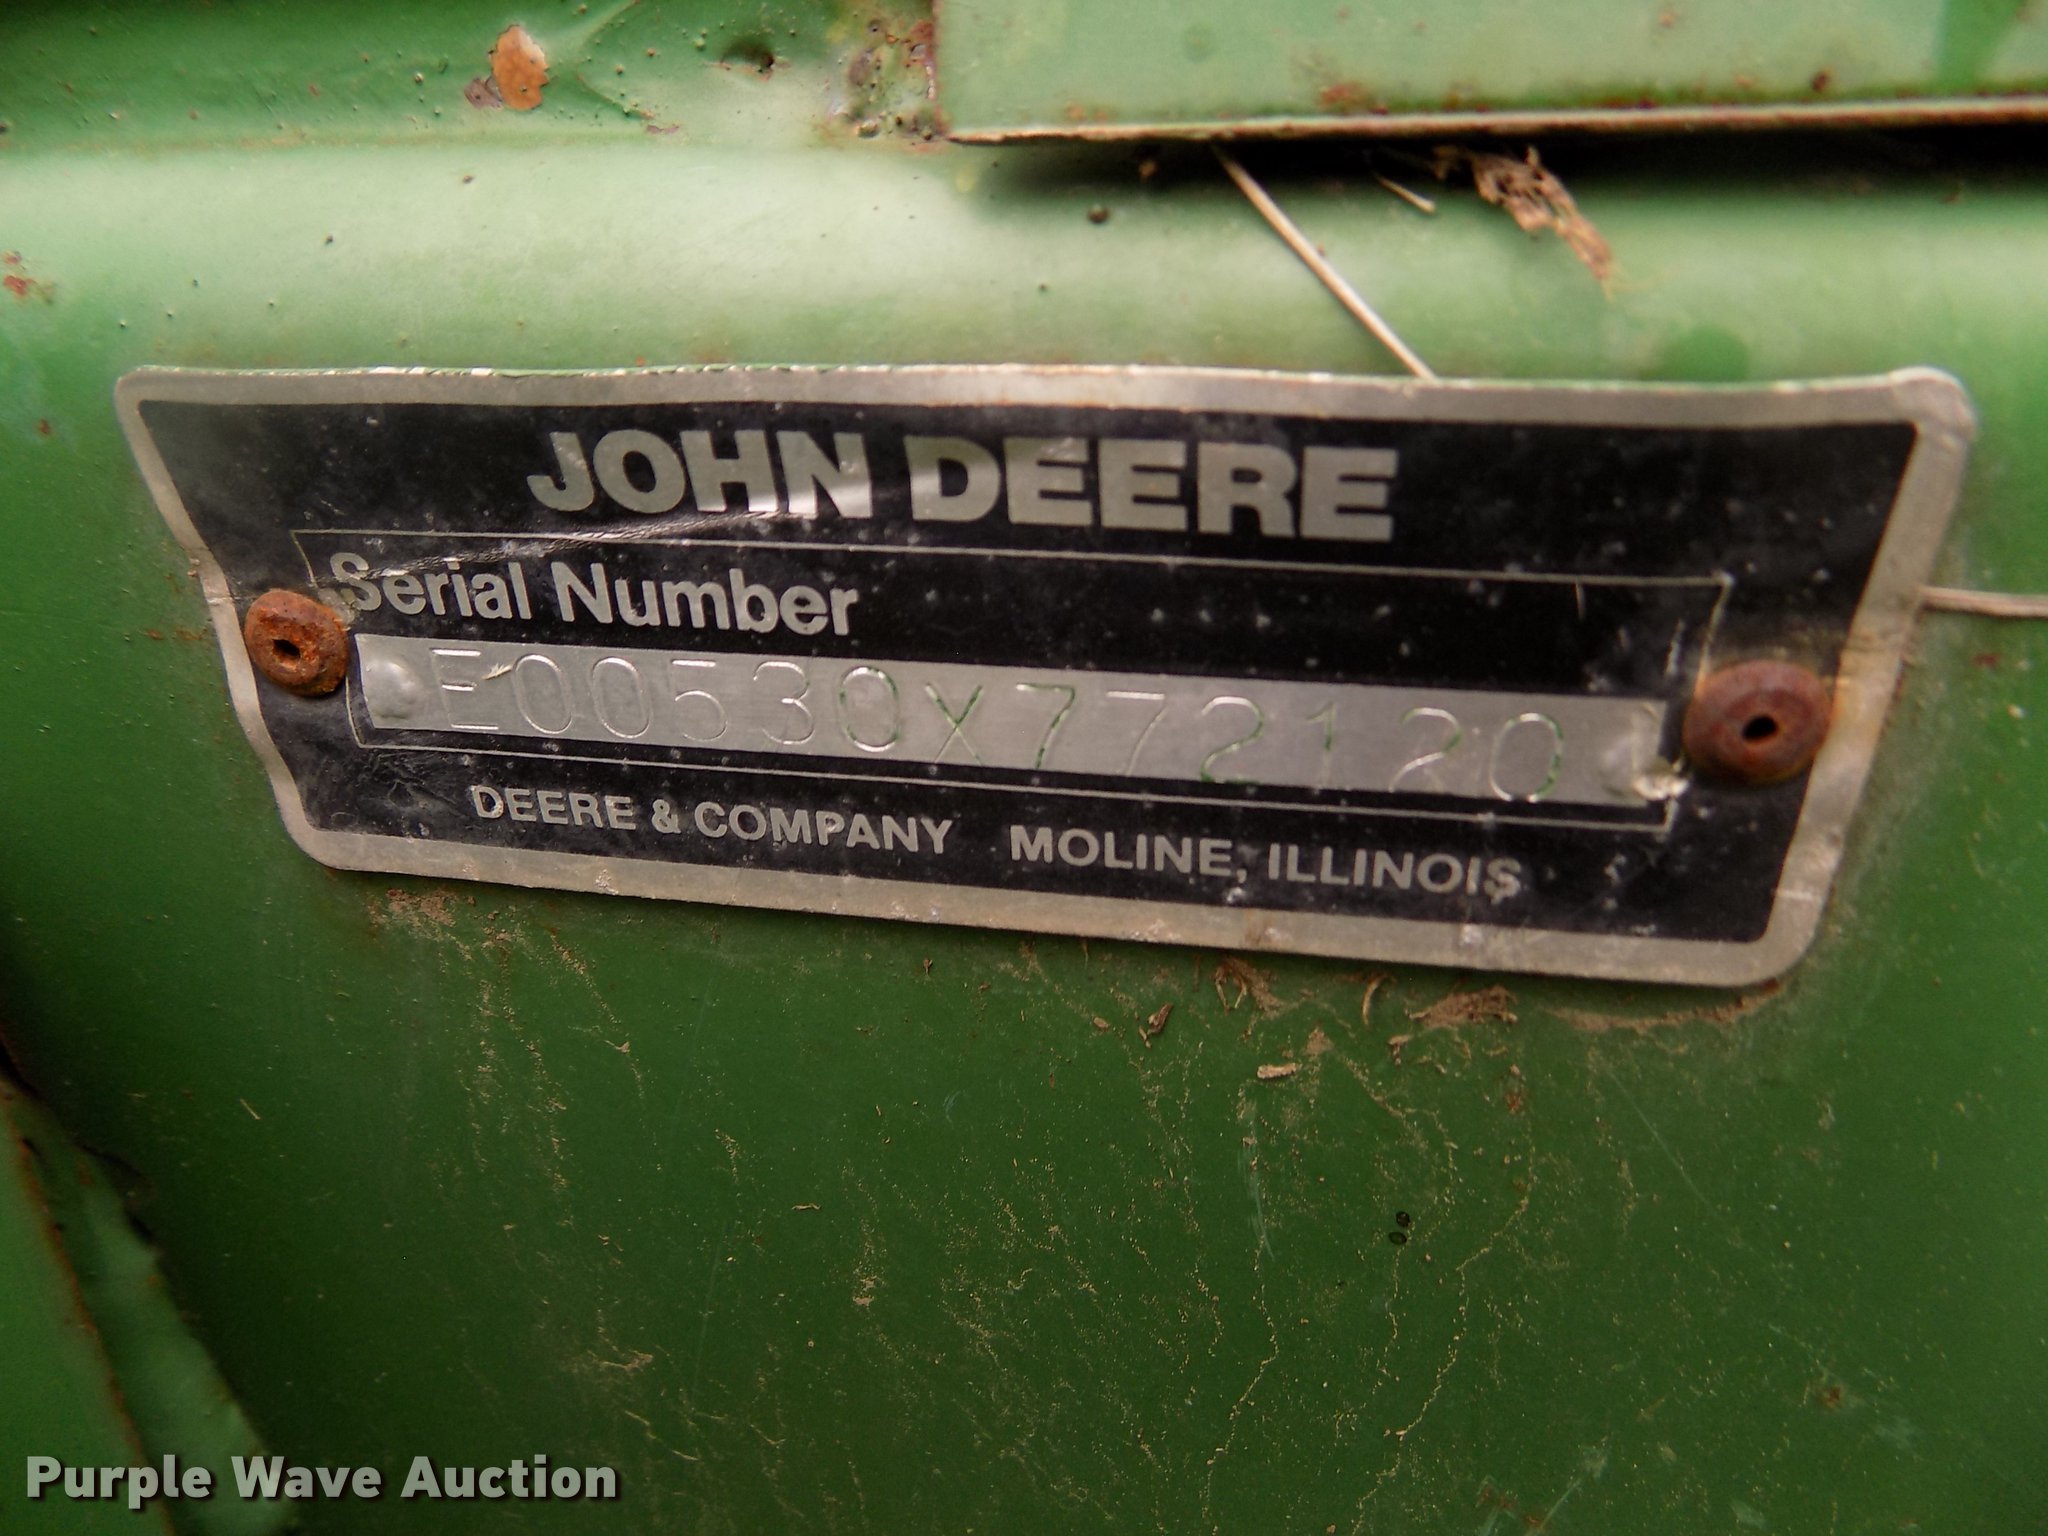 JOHN DEERE
Serial Number
E00530X772120
DEERE & COMPANY MOLINE, ILLINOIS
Purple Wave Auction